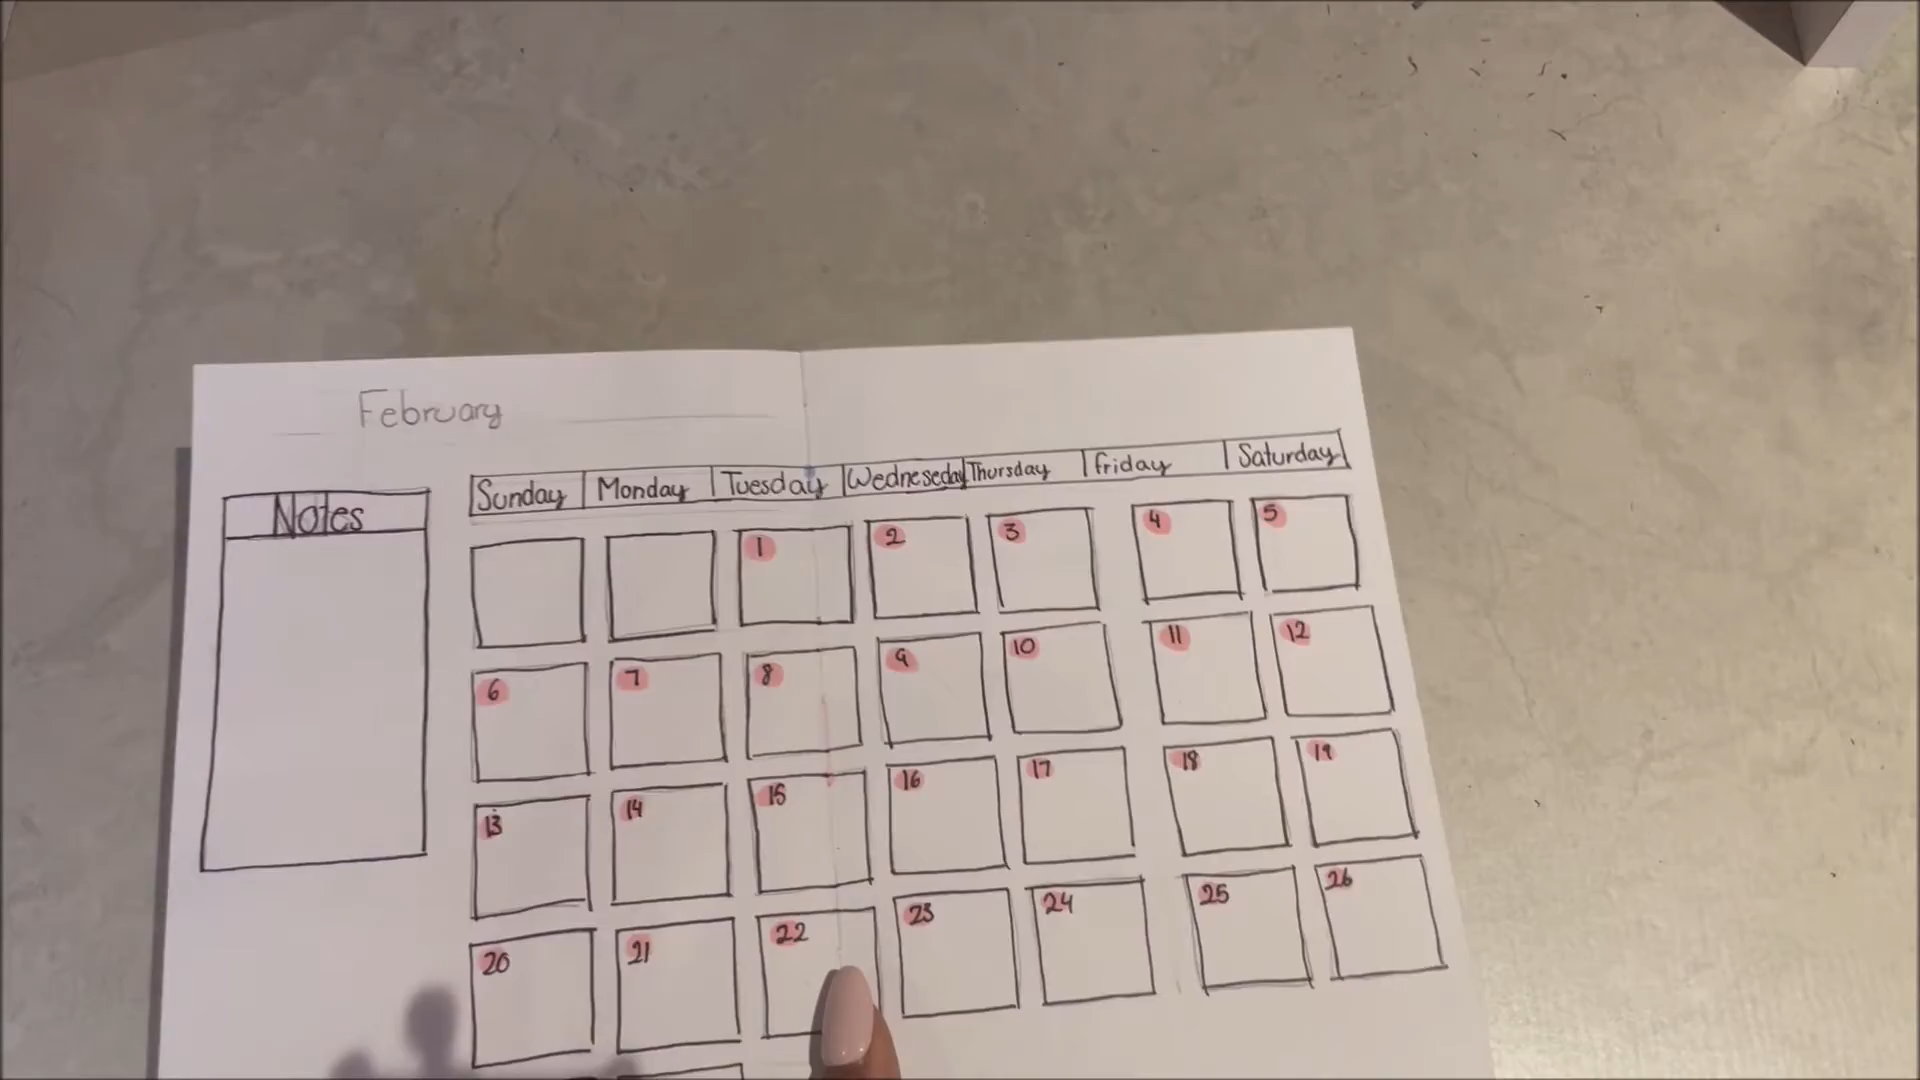 February
Notes
Sunday Monday Tuesday Wedneseday Thursday friday Saturday
1 2 3 4 5
6 7 8 9 10 11 12
13 14 15 16 17 18 19
20 21 22 23 24 25 26